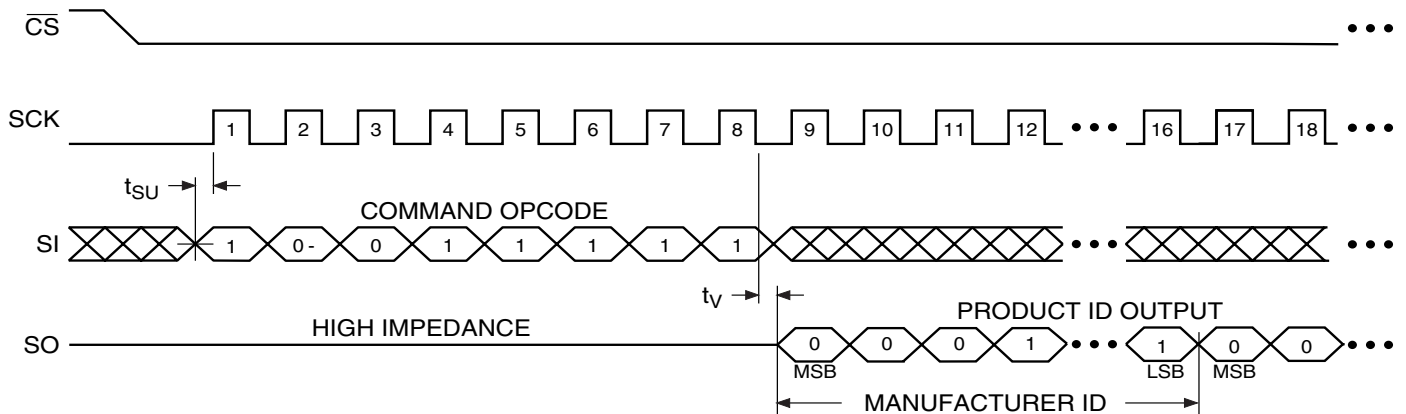 CS
SCK 1 2 3 4 5 6 7 8 9 10 11 12 ••• 16 17 18 •••
tSU
COMMAND OPCODE
SI 1 0- 0 1 1 1 1 1
tV
HIGH IMPEDANCE
PRODUCT ID OUTPUT
SO 0 0 0 1 ••• 1 0 0 •••
MSB LSB MSB
MANUFACTURER ID